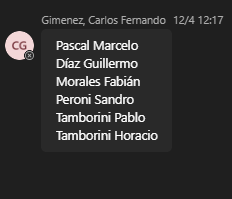 Gimenez, Carlos Fernando 12/4 12:17
CG
Pascal Marcelo
Díaz Guillermo
Morales Fabián
Peroni Sandro
Tamborini Pablo
Tamborini Horacio